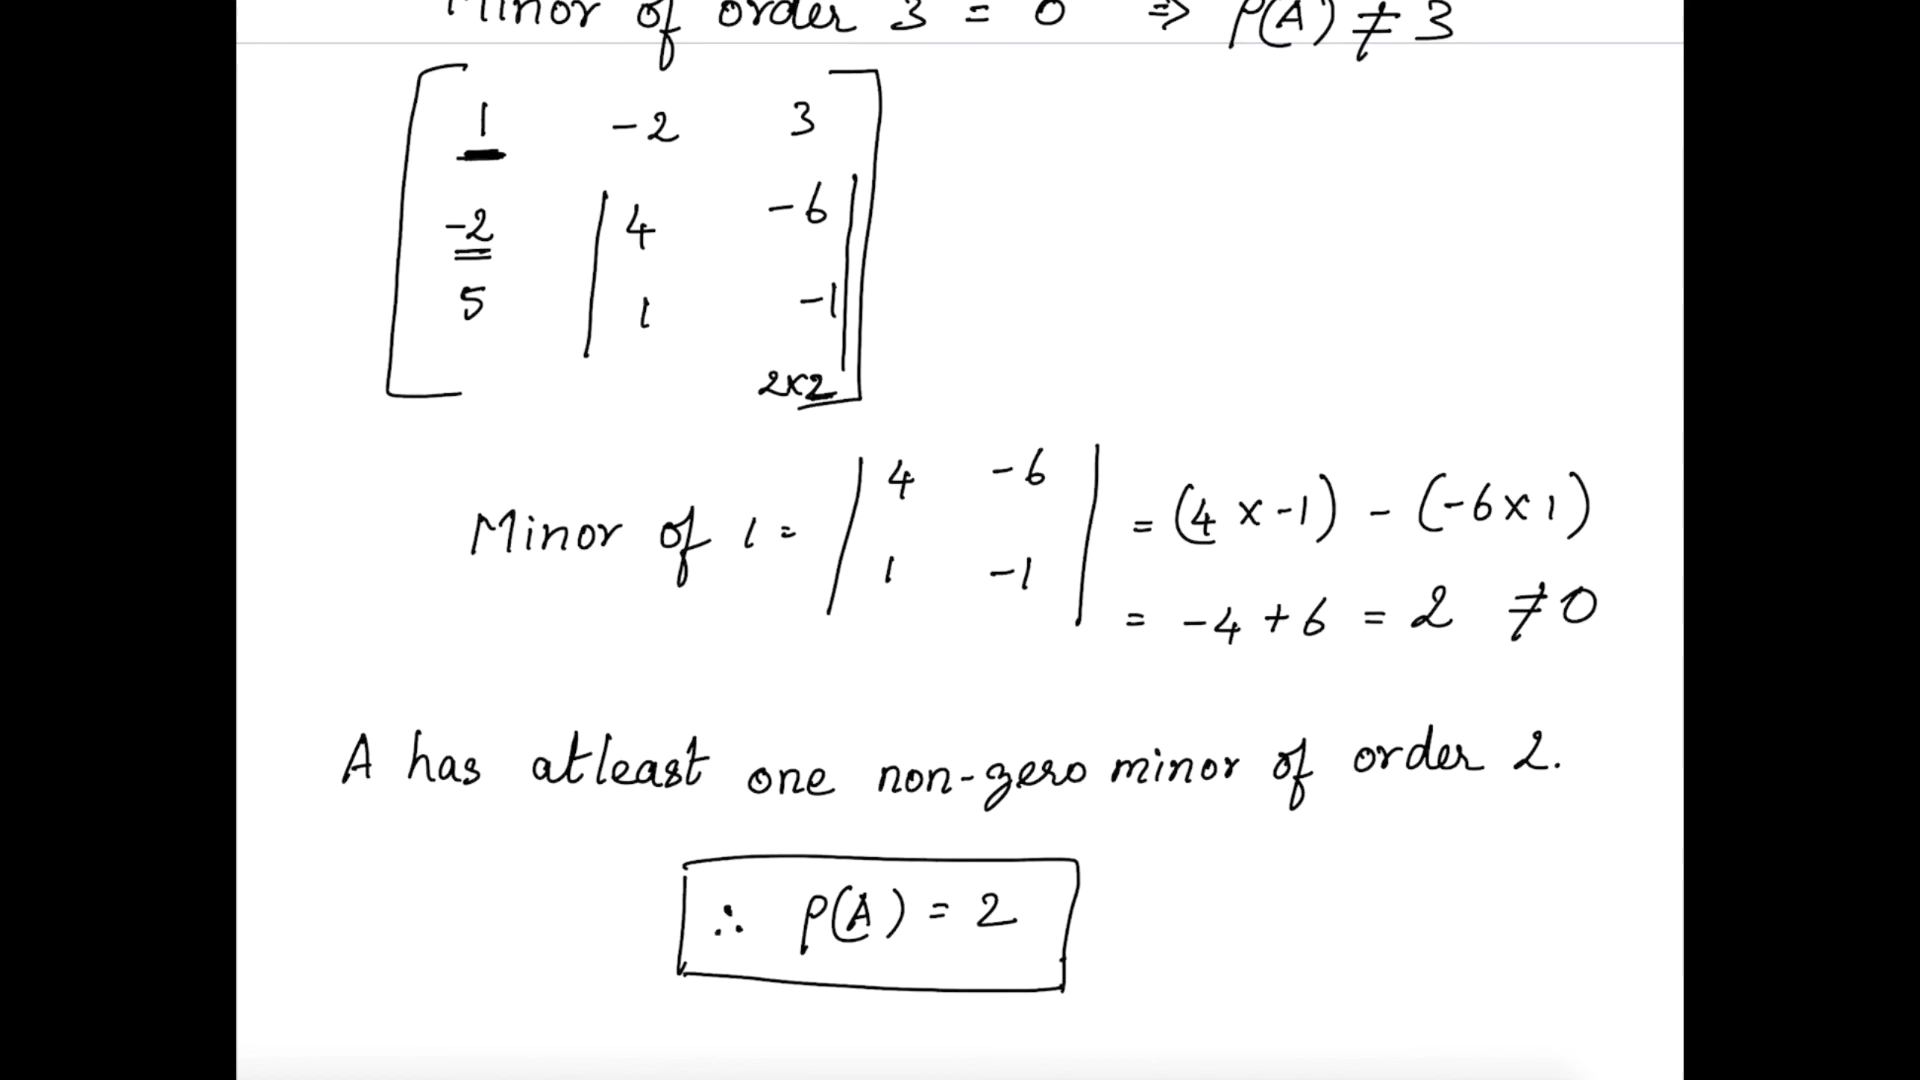 Minor of order 3 = 0 ⇒ ρ(A) ≠ 3
1 -2 3
-2 4 -6
5 1 -1
2x2
Minor of 1 = | 4 -6 | = (4 x -1) - (-6 x 1)
1 -1
= -4 + 6 = 2 ≠ 0
A has atleast one non-zero minor of order 2.
∴ ρ(A) = 2